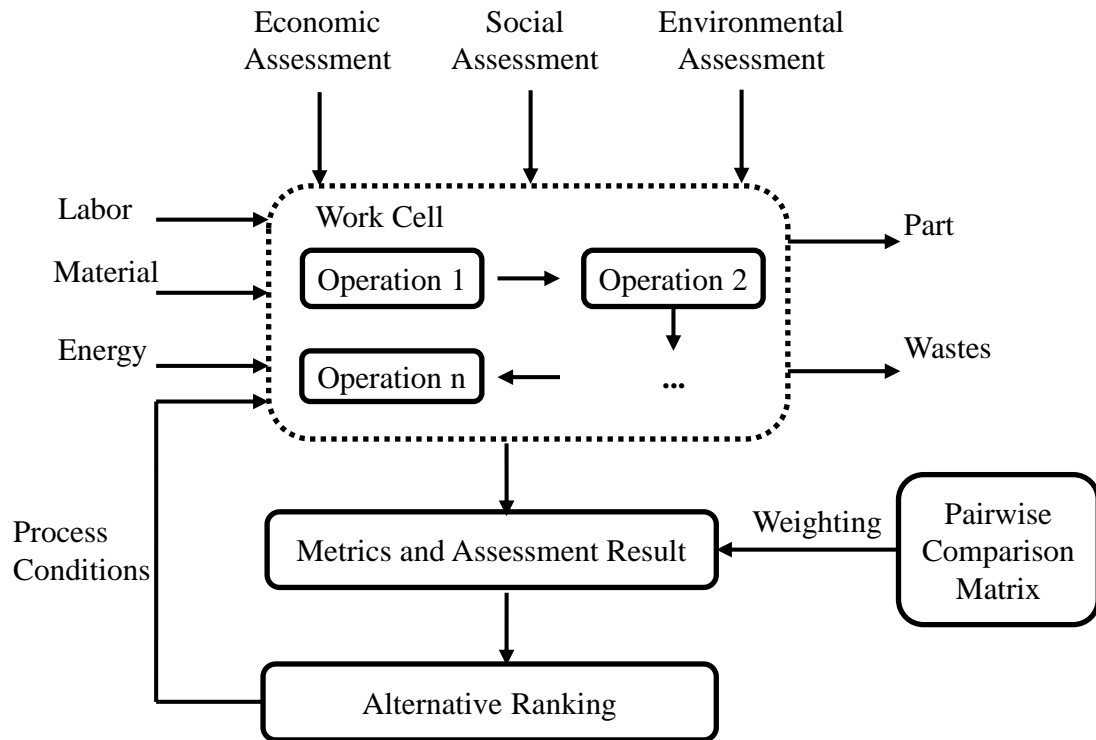 Economic
Assessment
Social
Assessment
Environmental
Assessment
Labor
Work Cell
Part
Material
Operation 1
Operation 2
Energy
Wastes
Operation n
...
Process
Conditions
Metrics and Assessment Result
Weighting
Pairwise
Comparison
Matrix
Alternative Ranking